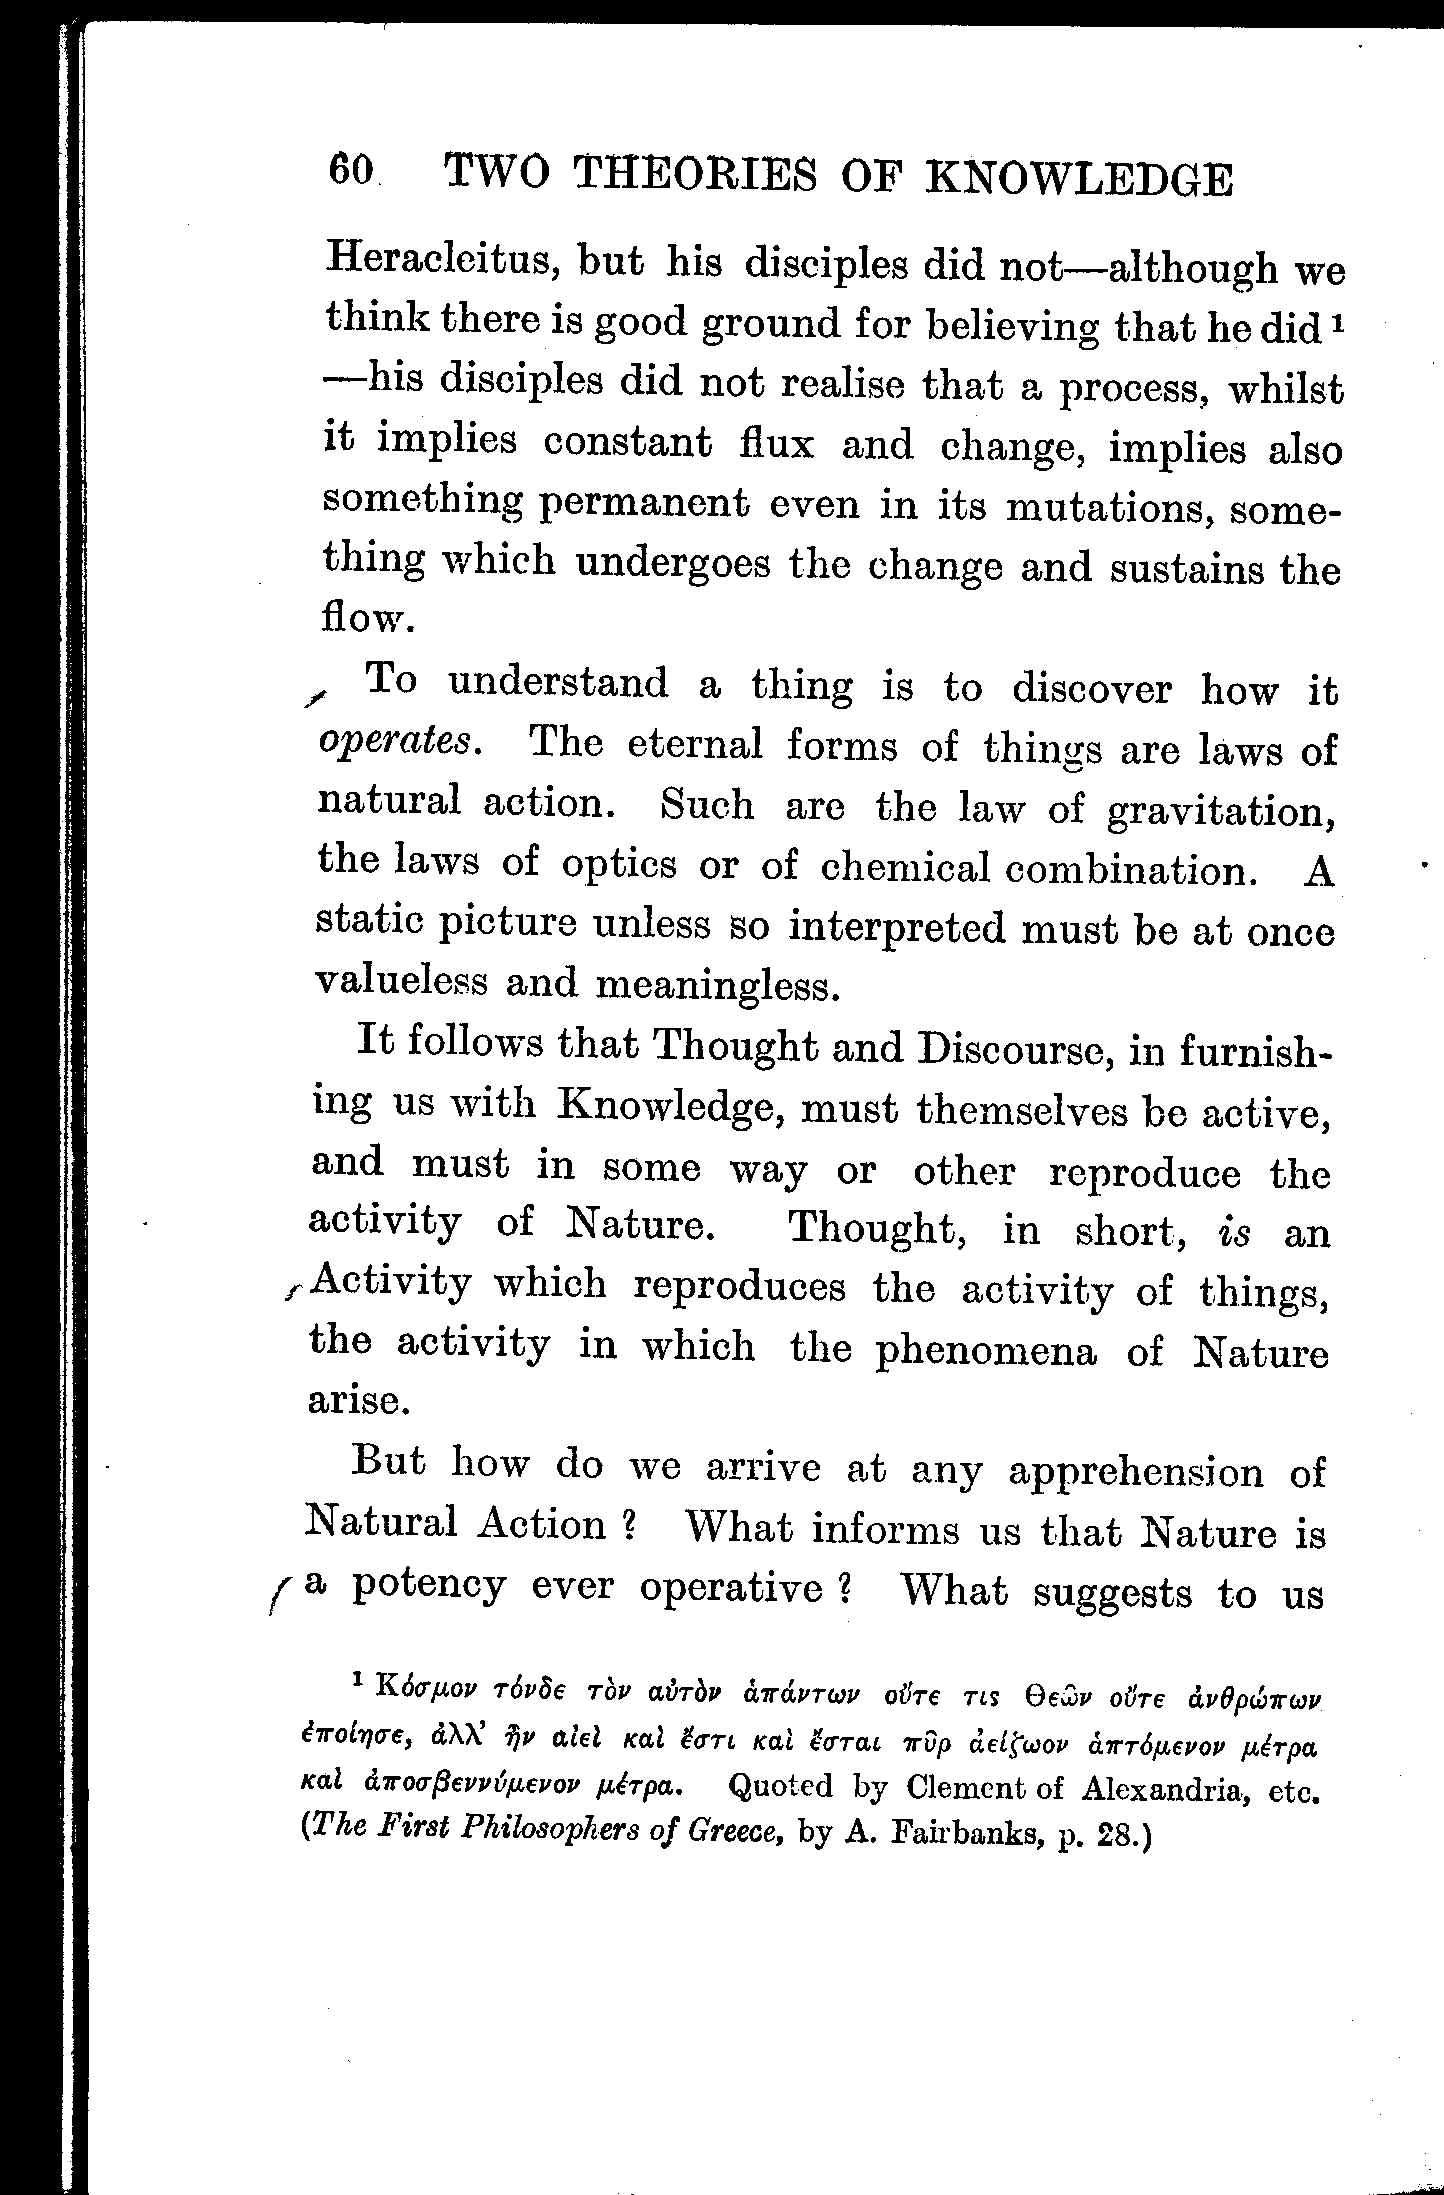 60 TWO THEORIES OF KNOWLEDGE
Heracleitus, but his disciples did not—although we
think there is good ground for believing that he did ¹
—his disciples did not realise that a process, whilst
it implies constant flux and change, implies also
something permanent even in its mutations, some-
thing which undergoes the change and sustains the
flow.
To understand a thing is to discover how it
operates. The eternal forms of things are laws of
natural action. Such are the law of gravitation,
the laws of optics or of chemical combination. A
static picture unless so interpreted must be at once
valueless and meaningless.
It follows that Thought and Discourse, in furnish-
ing us with Knowledge, must themselves be active,
and must in some way or other reproduce the
activity of Nature. Thought, in short, is an
Activity which reproduces the activity of things,
the activity in which the phenomena of Nature
arise.
But how do we arrive at any apprehension of
Natural Action ? What informs us that Nature is
a potency ever operative ? What suggests to us
¹ Κόσμον τόνδε τὸν αὐτὸν ἁπάντων οὔτε τις Θεῶν οὔτε ἀνθρώπων
ἐποίησε, ἀλλ’ ἦν αἰεὶ καὶ ἔστι καὶ ἔσται πῦρ ἀείζωον ἁπτόμενον μέτρα
καὶ ἀποσβεννύμενον μέτρα. Quoted by Clement of Alexandria, etc.
(The First Philosophers of Greece, by A. Fairbanks, p. 28.)